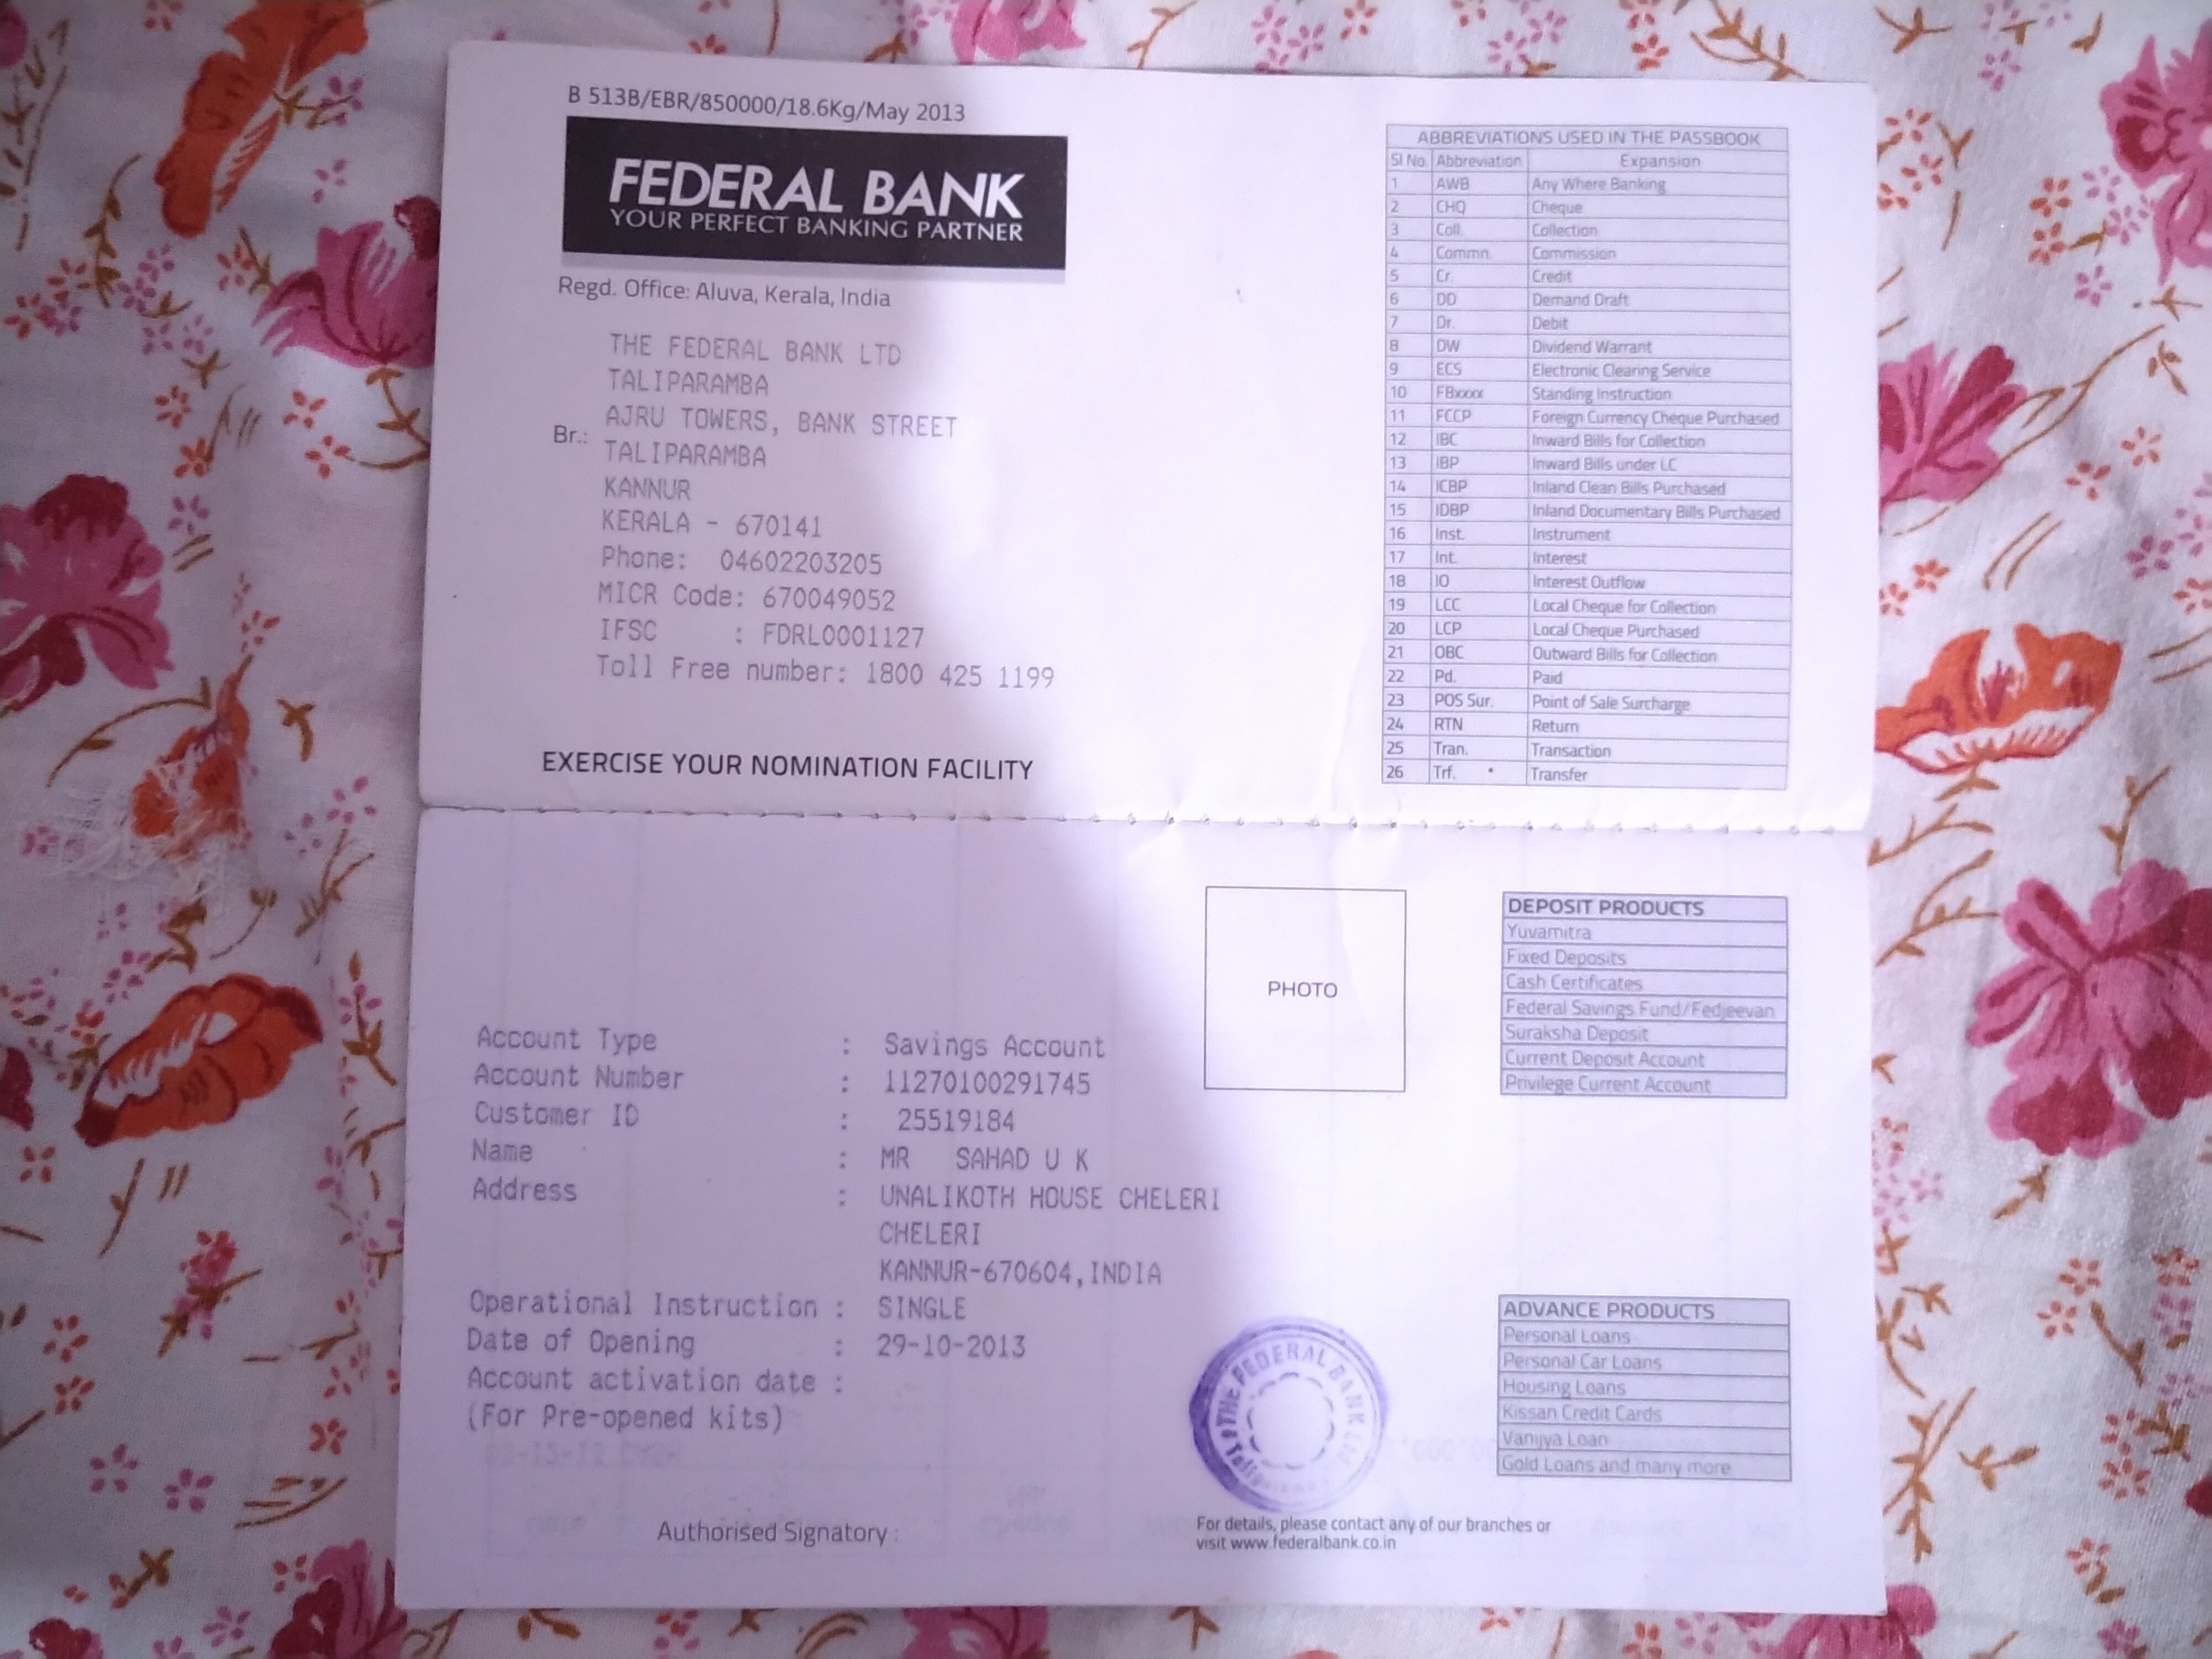 B 513B/EBR/850000/18.6Kg/May 2013
FEDERAL BANK
YOUR PERFECT BANKING PARTNER
Regd. Office: Aluva, Kerala, India
THE FEDERAL BANK LTD
TALIPARAMBA
Br.: AJRU TOWERS, BANK STREET
TALIPARAMBA
KANNUR
KERALA - 670141
Phone: 04602203205
MICR Code: 670049052
IFSC : FDRL0001127
Toll Free number: 1800 425 1199
EXERCISE YOUR NOMINATION FACILITY
ABBREVIATIONS USED IN THE PASSBOOK
Sl No. Abbreviation Expansion
1 AWB Any Where Banking
2 CHQ Cheque
3 Coll Collection
4 Commn. Commission
5 Cr. Credit
6 DD Demand Draft
7 Dr. Debit
8 DW Dividend Warrant
9 ECS Electronic Clearing Service
10 FBxxxx Standing Instruction
11 FCCP Foreign Currency Cheque Purchased
12 IBC Inward Bills for Collection
13 IBP Inward Bills under LC
14 ICBP Inland Clean Bills Purchased
15 IDBP Inland Documentary Bills Purchased
16 Inst. Instrument
17 Int. Interest
18 IO Interest Outflow
19 LCC Local Cheque for Collection
20 LCP Local Cheque Purchased
21 OBC Outward Bills for Collection
22 Pd. Paid
23 POS Sur. Point of Sale Surcharge
24 RTN Return
25 Tran. Transaction
26 Trf. Transfer
Account Type : Savings Account
Account Number : 11270100291745
Customer ID : 25519184
Name : MR SAHAD U K
Address : UNALIKOTH HOUSE CHELERI
CHELERI
KANNUR-670604,INDIA
Operational Instruction : SINGLE
Date of Opening : 29-10-2013
Account activation date :
(For Pre-opened kits)
Authorised Signatory :
PHOTO
THE FEDERAL BANK LTD
DEPOSIT PRODUCTS
Yuvamitra
Fixed Deposits
Cash Certificates
Federal Savings Fund/Fedjeevan
Suraksha Deposit
Current Deposit Account
Privilege Current Account
ADVANCE PRODUCTS
Personal Loans
Personal Car Loans
Housing Loans
Kissan Credit Cards
Vanijya Loan
Gold Loans and many more
For details, please contact any of our branches or
visit www.federalbank.co.in